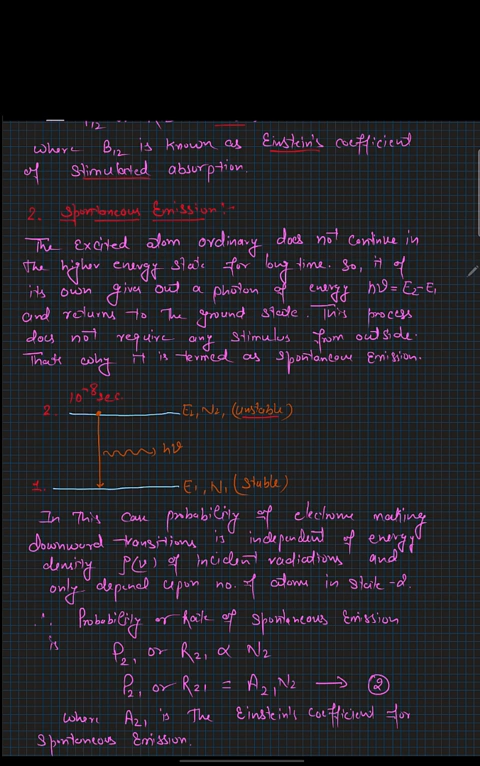 where B12 is known as Einstein's coefficient
of stimulated absorption.
2. Spontaneous Emission:-
The excited atom ordinary does not continue in
the higher energy state for long time. So, it of
its own gives out a photon of energy hν = E2-E1
and returns to the ground state. This process
does not require any stimulus from outside.
Thats why it is termed as spontaneous Emission.
10-8 sec.
2. E2, N2, (unstable)
hν
1. E1, N1 (stable)
In this case probability of electrons making
downward transitions is independent of energy
density ρ(ν) of incident radiations and
only depend upon no. of atoms in state -2.
∴ Probability or Rate of spontaneous Emission
is P21 or R21 ∝ N2
P21 or R21 = A21 N2 → ②
where A21 is the Einstein's coefficient for
spontaneous Emission.